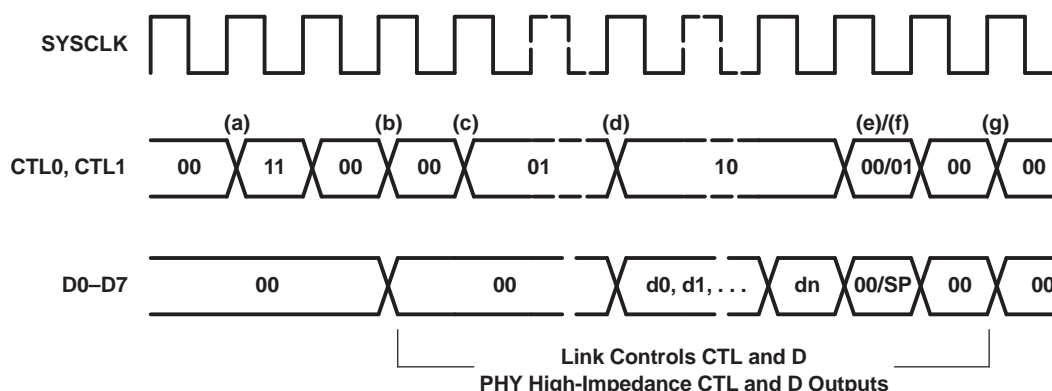 SYSCLK
(a) (b) (c) (d) (e)/(f) (g)
CTL0, CTL1 00 11 00 00 01 10 00/01 00 00
D0–D7 00 00 d0, d1, . . . dn 00/SP 00 00
Link Controls CTL and D
PHY High-Impedance CTL and D Outputs